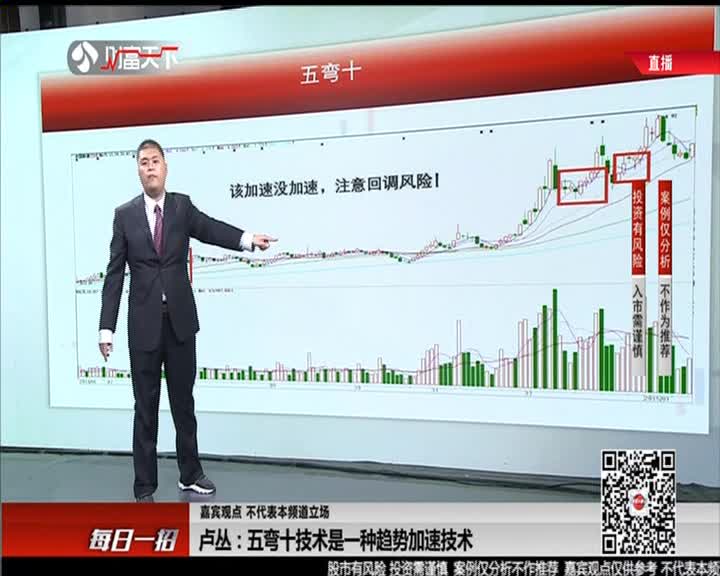 财富天下
五弯十
直播
该加速没加速，注意回调风险！
投资有风险 入市需谨慎
案例仅分析 不作为推荐
嘉宾观点 不代表本频道立场
每日一招
卢丛：五弯十技术是一种趋势加速技术
股市有风险 投资需谨慎 案例仅分析不作推荐 嘉宾观点仅供参考 不代表本频